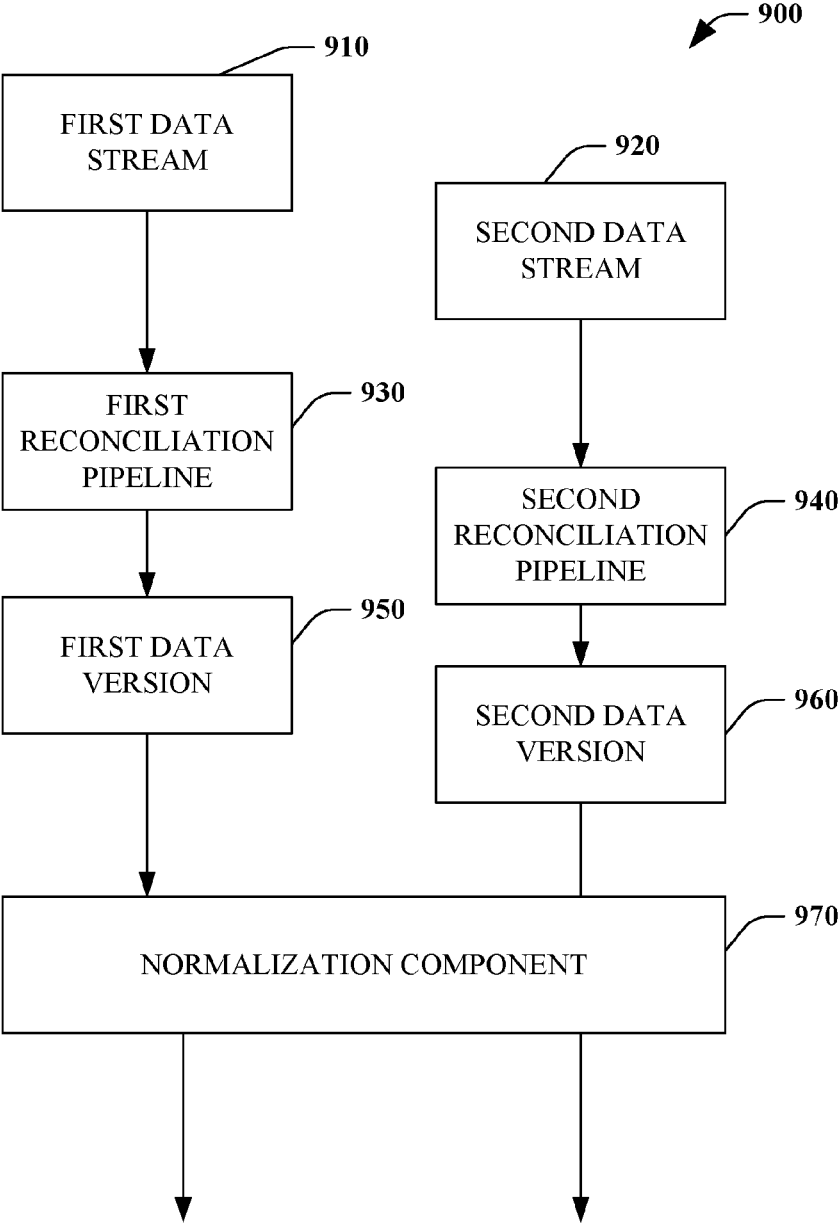 900
910
FIRST DATA
STREAM
920
SECOND DATA
STREAM
930
FIRST
RECONCILIATION
PIPELINE
940
SECOND
RECONCILIATION
PIPELINE
950
FIRST DATA
VERSION
960
SECOND DATA
VERSION
970
NORMALIZATION COMPONENT